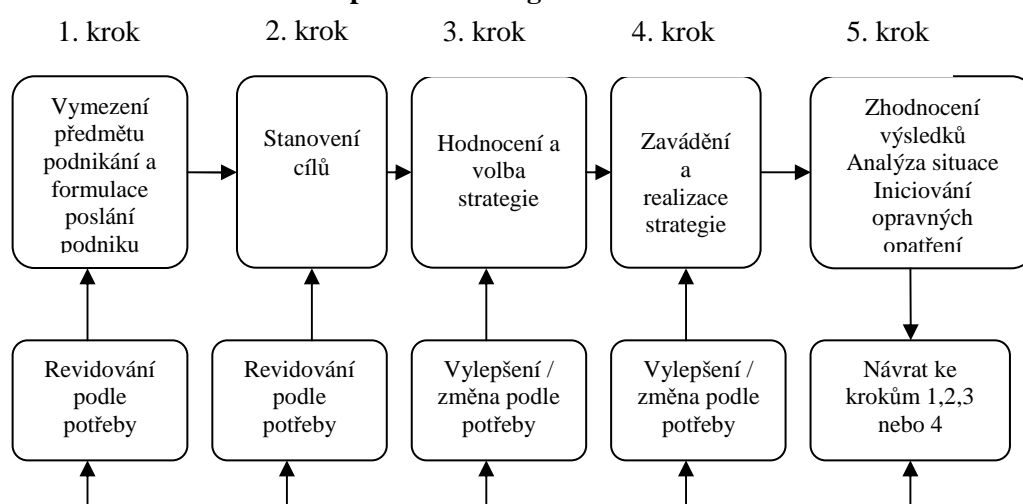 1. krok
2. krok
3. krok
4. krok
5. krok
Vymezení
předmětu
podnikání a
formulace
poslání
podniku
Stanovení
cílů
Hodnocení a
volba
strategie
Zavádění
a
realizace
strategie
Zhodnocení
výsledků
Analýza situace
Iniciování
opravných
opatření
Revidování
podle
potřeby
Revidování
podle
potřeby
Vylepšení /
změna podle
potřeby
Vylepšení /
změna podle
potřeby
Návrat ke
krokům 1,2,3
nebo 4